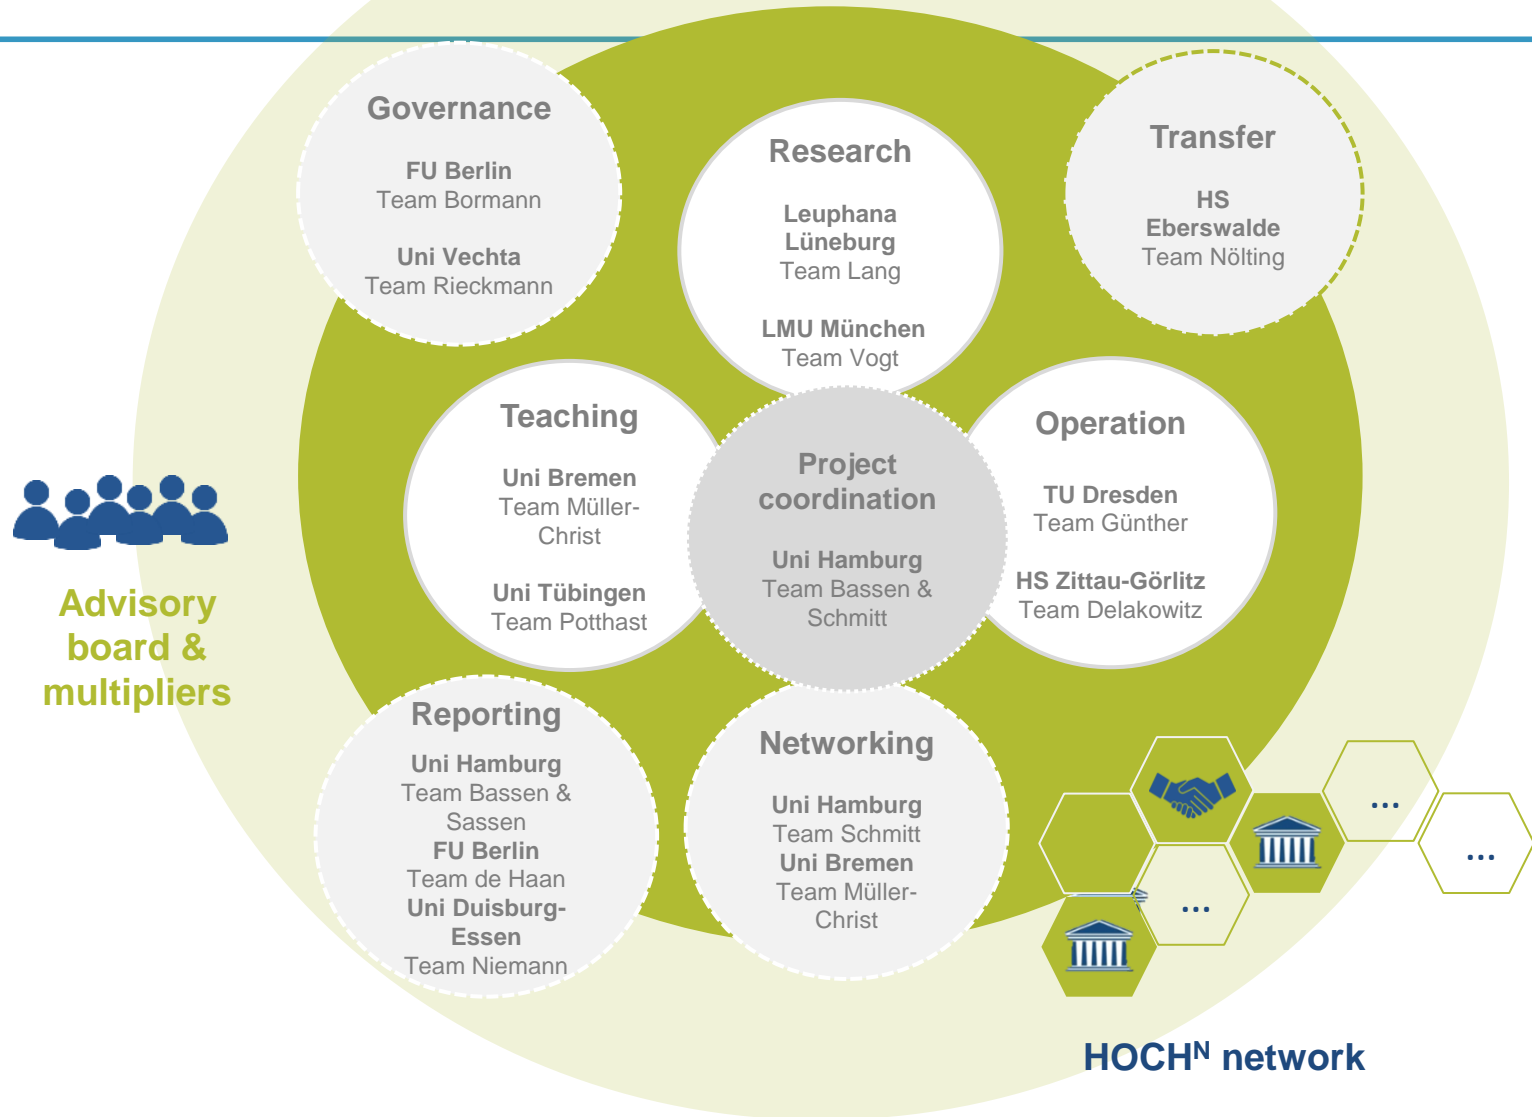 Governance
FU Berlin
Team Bormann
Uni Vechta
Team Rieckmann
Research
Leuphana
Lüneburg
Team Lang
LMU München
Team Vogt
Transfer
HS
Eberswalde
Team Nölting
Teaching
Uni Bremen
Team Müller-
Christ
Uni Tübingen
Team Potthast
Project
coordination
Uni Hamburg
Team Bassen &
Schmitt
Operation
TU Dresden
Team Günther
HS Zittau-Görlitz
Team Delakowitz
Advisory
board &
multipliers
Reporting
Uni Hamburg
Team Bassen &
Sassen
FU Berlin
Team de Haan
Uni Duisburg-
Essen
Team Niemann
Networking
Uni Hamburg
Team Schmitt
Uni Bremen
Team Müller-
Christ
...
...
...
HOCHᴺ network